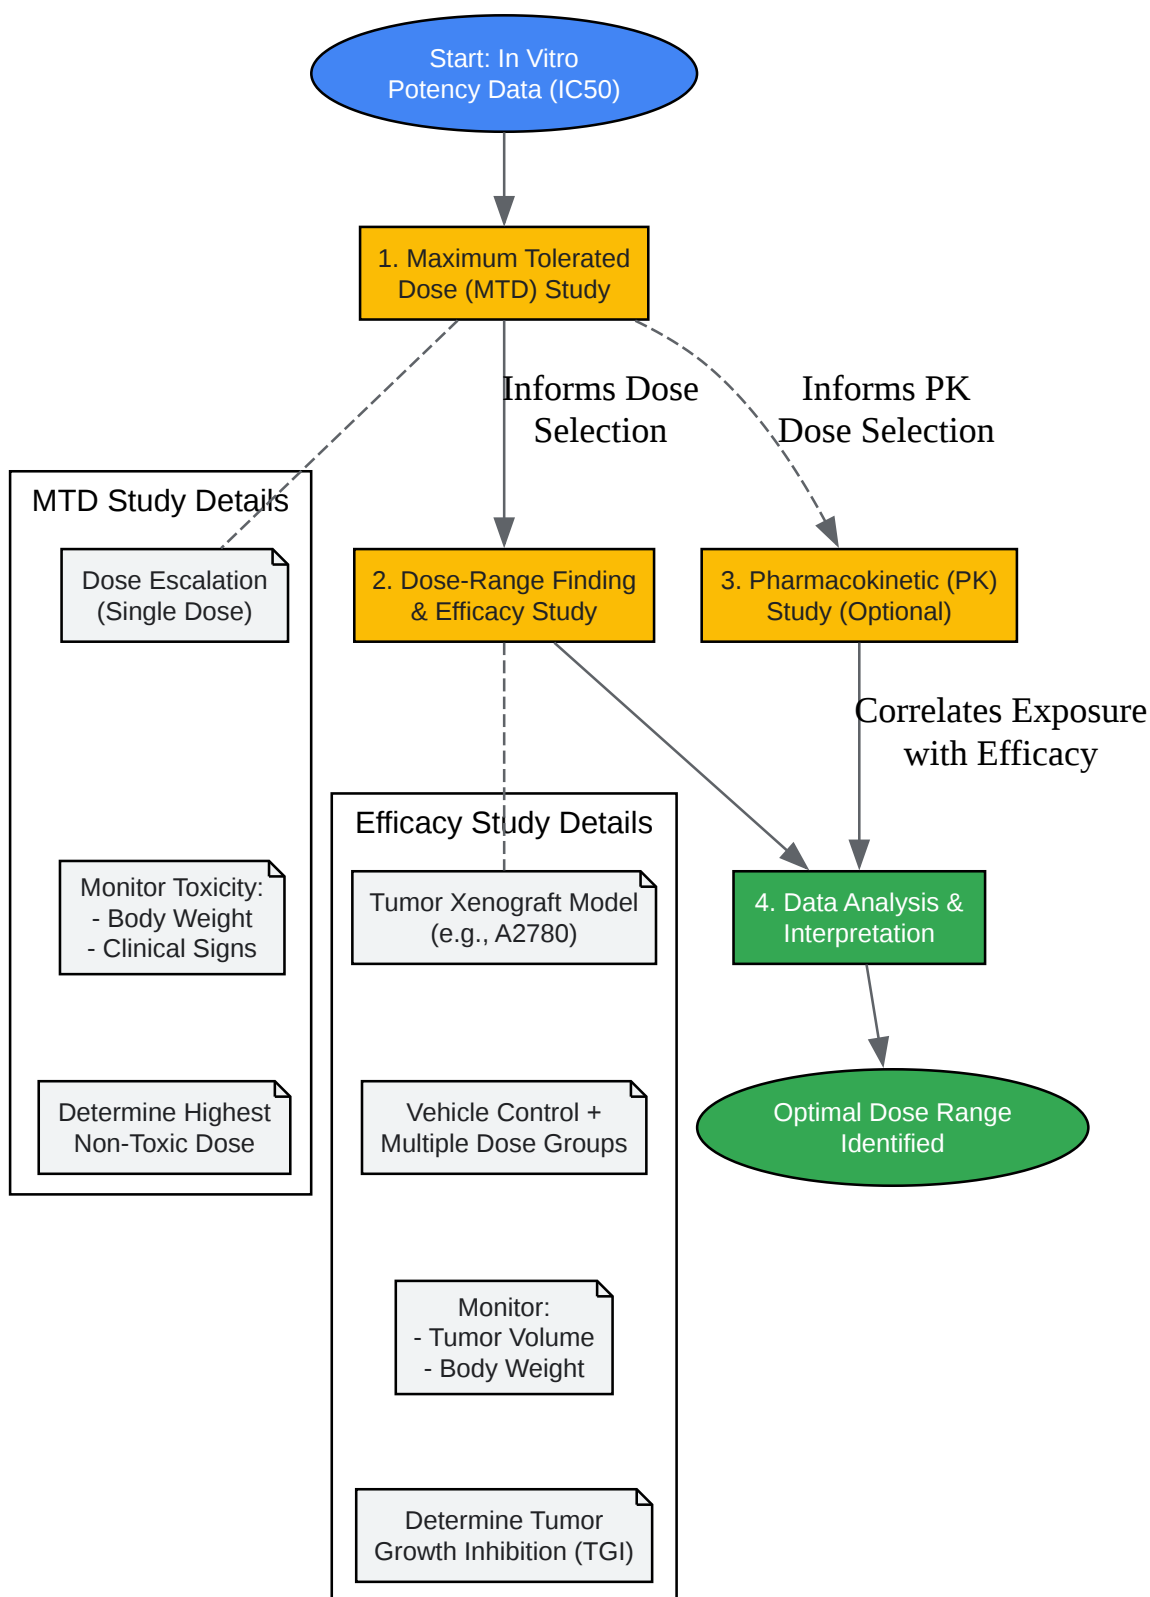 Start: In Vitro
Potency Data (IC50)
1. Maximum Tolerated
Dose (MTD) Study
Informs Dose
Selection
Informs PK
Dose Selection
MTD Study Details
Dose Escalation
(Single Dose)
2. Dose-Range Finding
& Efficacy Study
3. Pharmacokinetic (PK)
Study (Optional)
Correlates Exposure
with Efficacy
Efficacy Study Details
Monitor Toxicity:
- Body Weight
- Clinical Signs
Tumor Xenograft Model
(e.g., A2780)
4. Data Analysis &
Interpretation
Determine Highest
Non-Toxic Dose
Vehicle Control +
Multiple Dose Groups
Optimal Dose Range
Identified
Monitor:
- Tumor Volume
- Body Weight
Determine Tumor
Growth Inhibition (TGI)